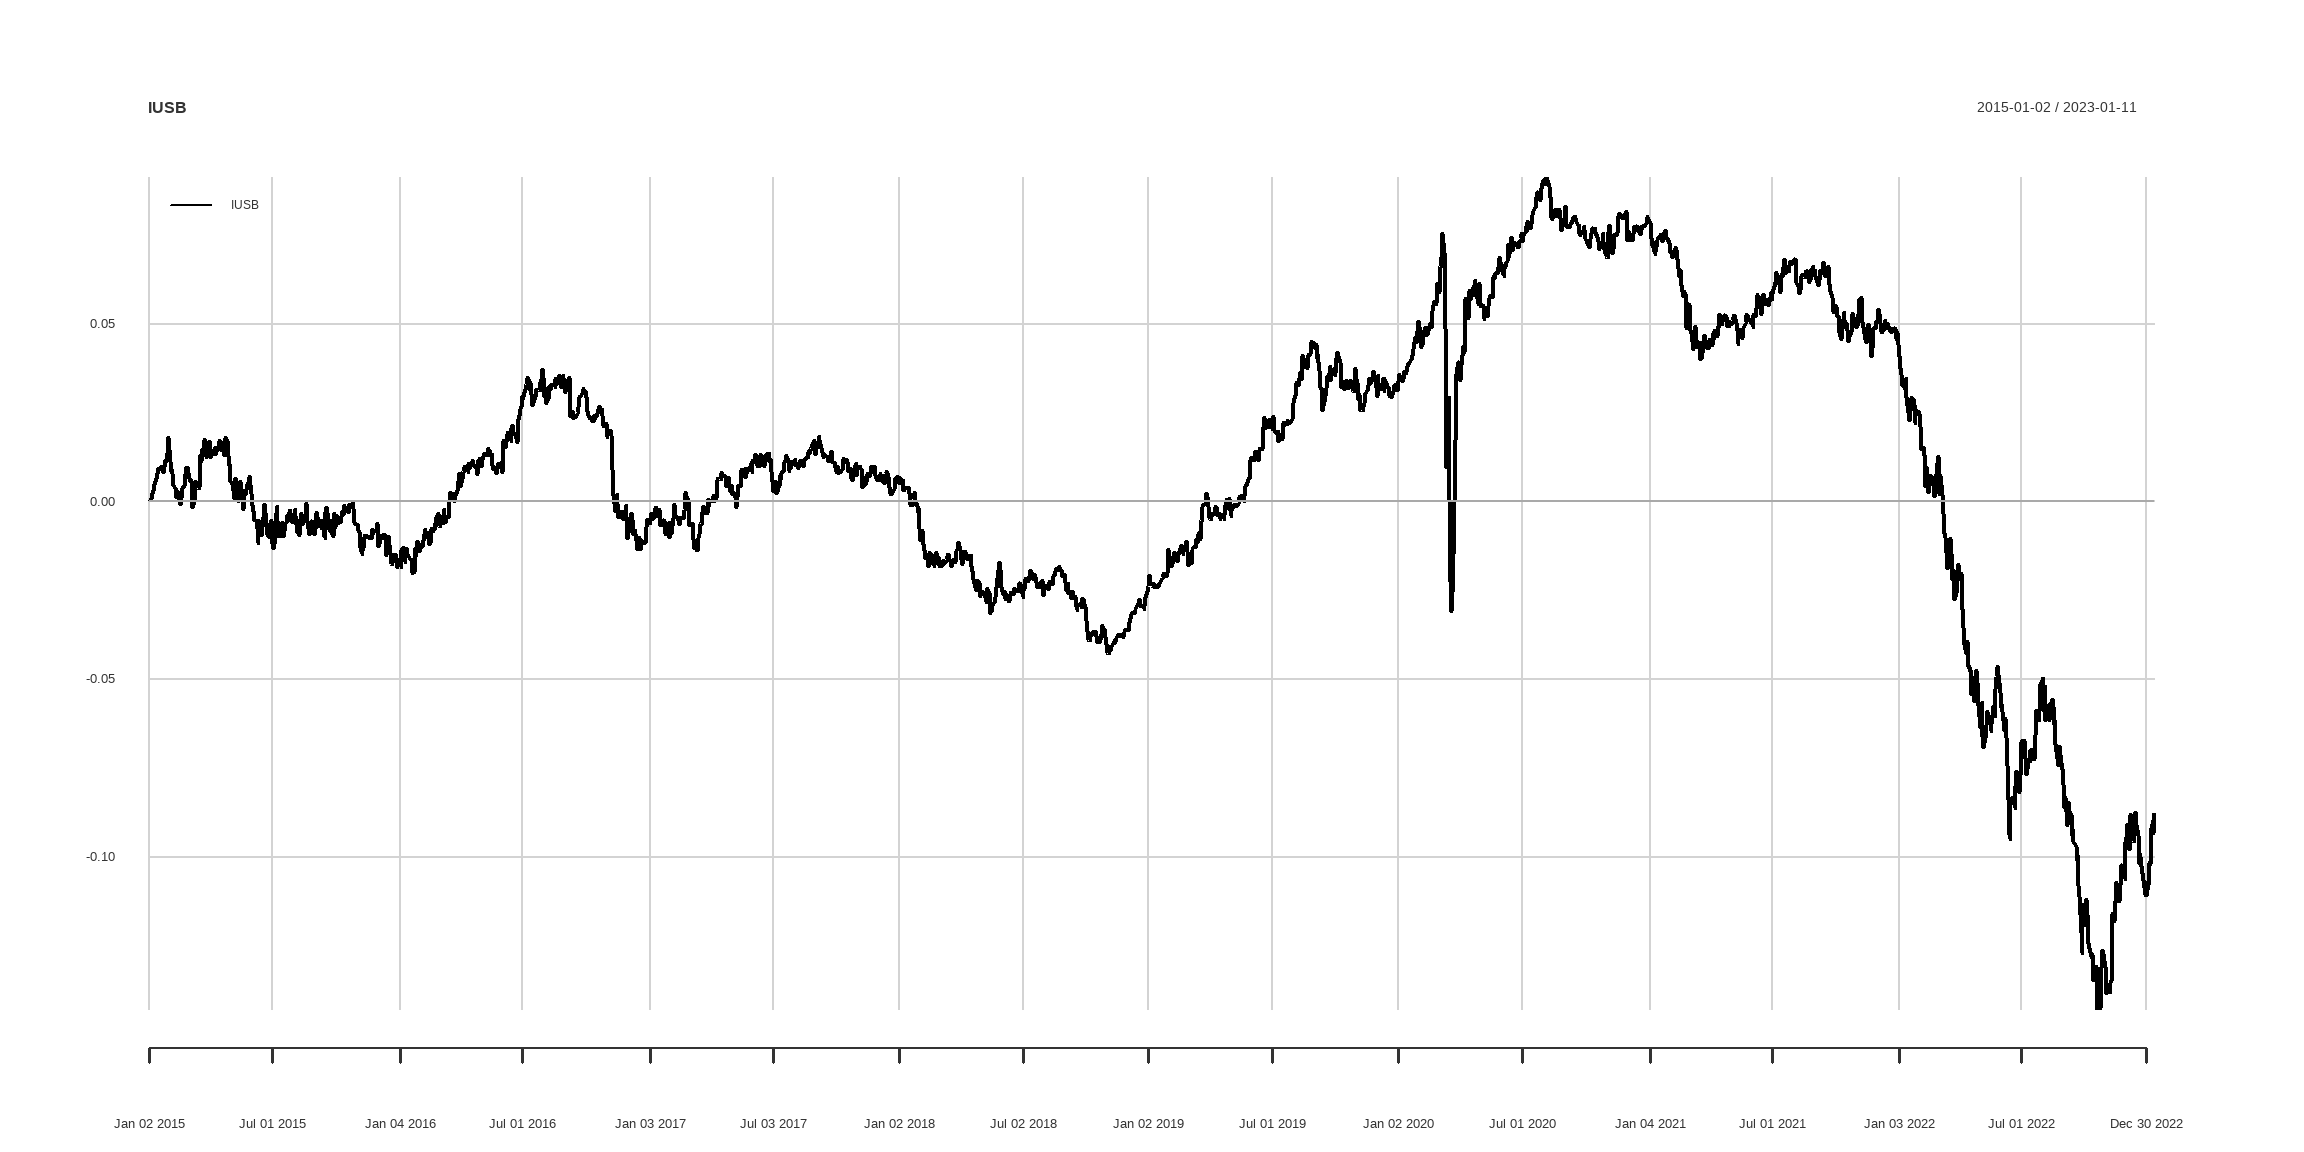 IUSB
2015-01-02 / 2023-01-11
IUSB
0.05
0.00
-0.05
-0.10
Jan 02 2015
Jul 01 2015
Jan 04 2016
Jul 01 2016
Jan 03 2017
Jul 03 2017
Jan 02 2018
Jul 02 2018
Jan 02 2019
Jul 01 2019
Jan 02 2020
Jul 01 2020
Jan 04 2021
Jul 01 2021
Jan 03 2022
Jul 01 2022
Dec 30 2022